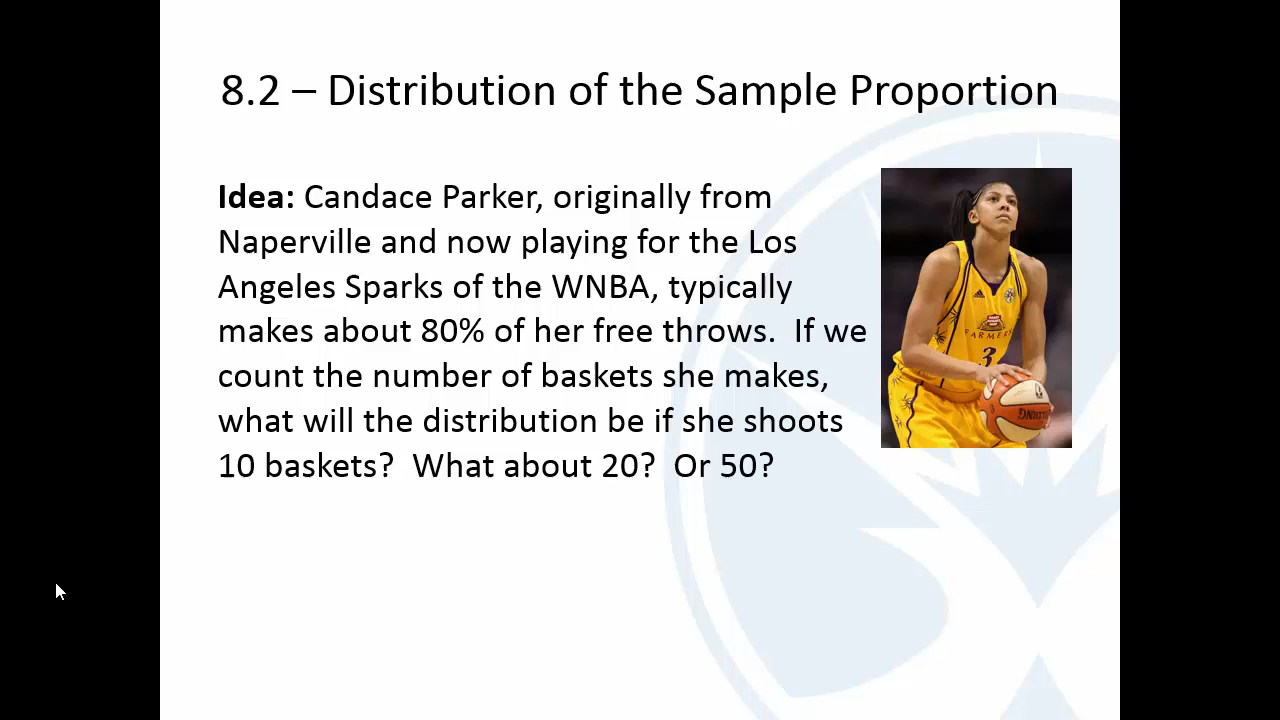 8.2 – Distribution of the Sample Proportion
Idea: Candace Parker, originally from
Naperville and now playing for the Los
Angeles Sparks of the WNBA, typically
makes about 80% of her free throws.  If we
count the number of baskets she makes,
what will the distribution be if she shoots
10 baskets?  What about 20?  Or 50?
FARMERS
3